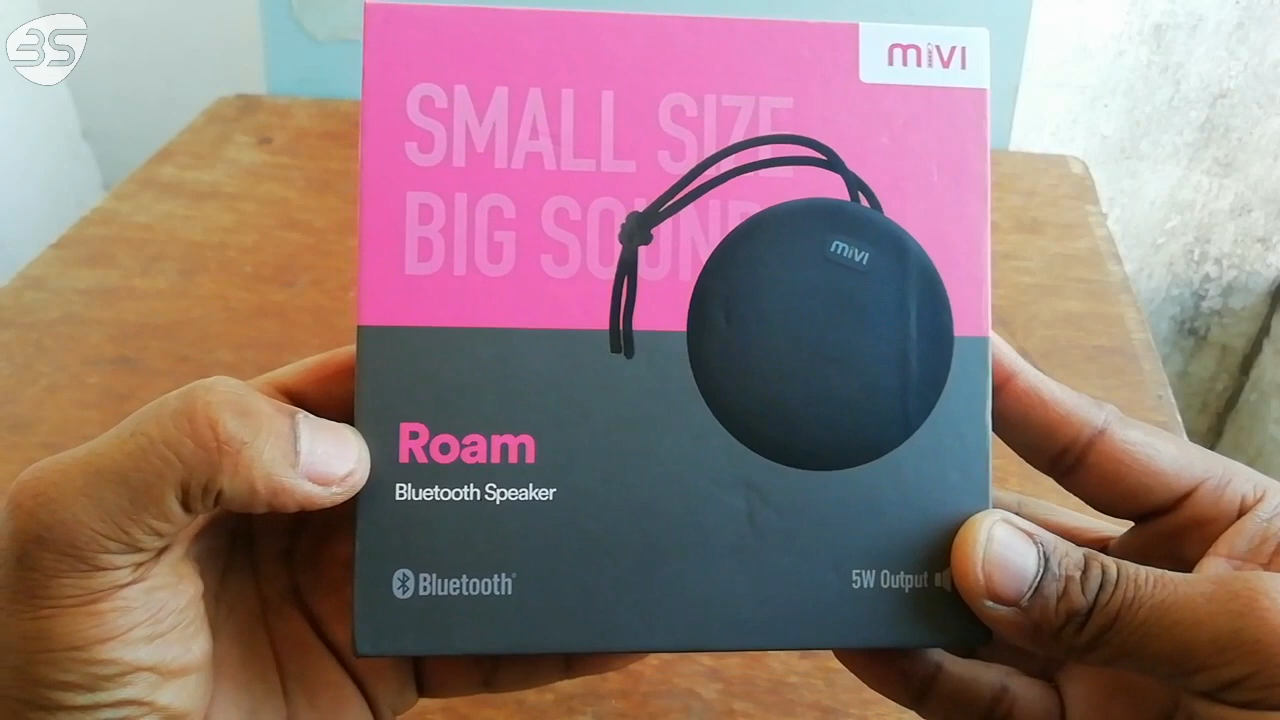 3S
mivi
SMALL SIZE
BIG SOUND
mivi
Roam
Bluetooth Speaker
Bluetooth
5W Output